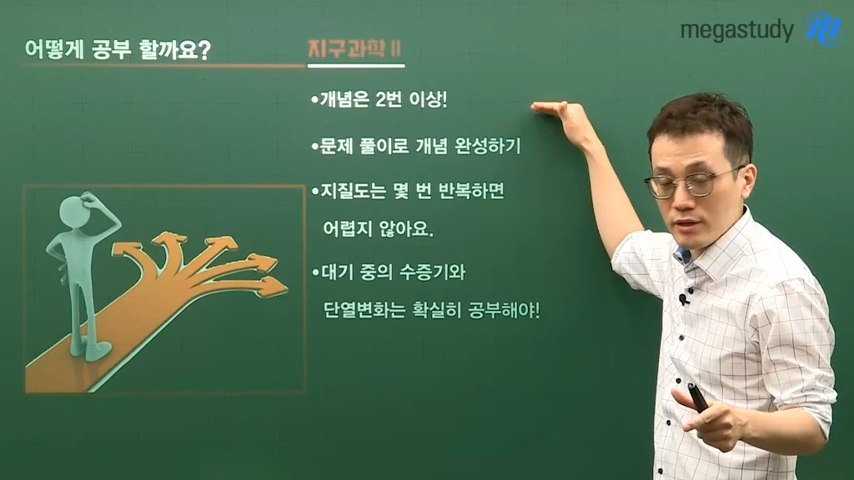 어떻게 공부 할까요?
지구과학 II
megastudy
•개념은 2번 이상!
•문제 풀이로 개념 완성하기
•지질도는 몇 번 반복하면
어렵지 않아요.
•대기 중의 수증기와
단열변화는 확실히 공부해야!